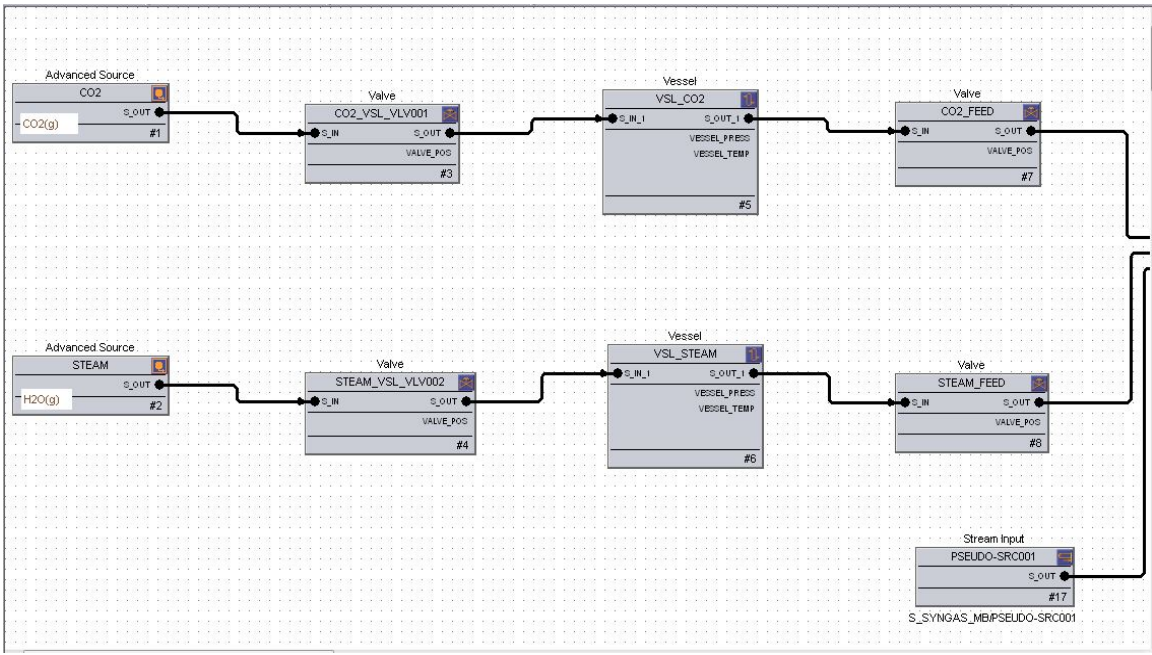 Advanced Source
CO2
S_OUT
CO2(g)
#1
Valve
CO2_VSL_VLV001
S_IN S_OUT
VALVE_POS
#3
Vessel
VSL_CO2
S_IN_1 S_OUT_1
VESSEL_PRESS
VESSEL_TEMP
#5
Valve
CO2_FEED
S_IN S_OUT
VALVE_POS
#7
Advanced Source
STEAM
S_OUT
H2O(g)
#2
Valve
STEAM_VSL_VLV002
S_IN S_OUT
VALVE_POS
#4
Vessel
VSL_STEAM
S_IN_1 S_OUT_1
VESSEL_PRESS
VESSEL_TEMP
#6
Valve
STEAM_FEED
S_IN S_OUT
VALVE_POS
#8
Stream Input
PSEUDO-SRC001
S_OUT
#17
S_SYNGAS_MB/PSEUDO-SRC001